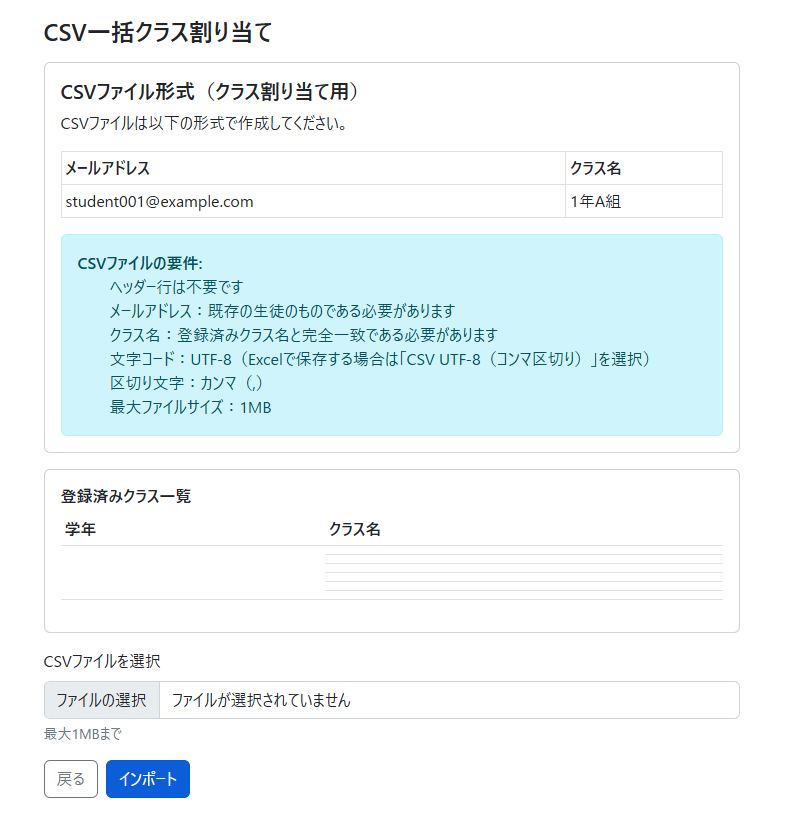 CSV一括クラス割り当て
CSVファイル形式（クラス割り当て用）
CSVファイルは以下の形式で作成してください。
メールアドレス クラス名
student001@example.com 1年A組
CSVファイルの要件:
ヘッダー行は不要です
メールアドレス：既存の生徒のものである必要があります
クラス名：登録済みクラス名と完全一致である必要があります
文字コード：UTF-8（Excelで保存する場合は「CSV UTF-8（コンマ区切り）」を選択）
区切り文字：カンマ（,）
最大ファイルサイズ：1MB
登録済みクラス一覧
学年 クラス名
CSVファイルを選択
ファイルの選択 ファイルが選択されていません
最大1MBまで
戻る インポート